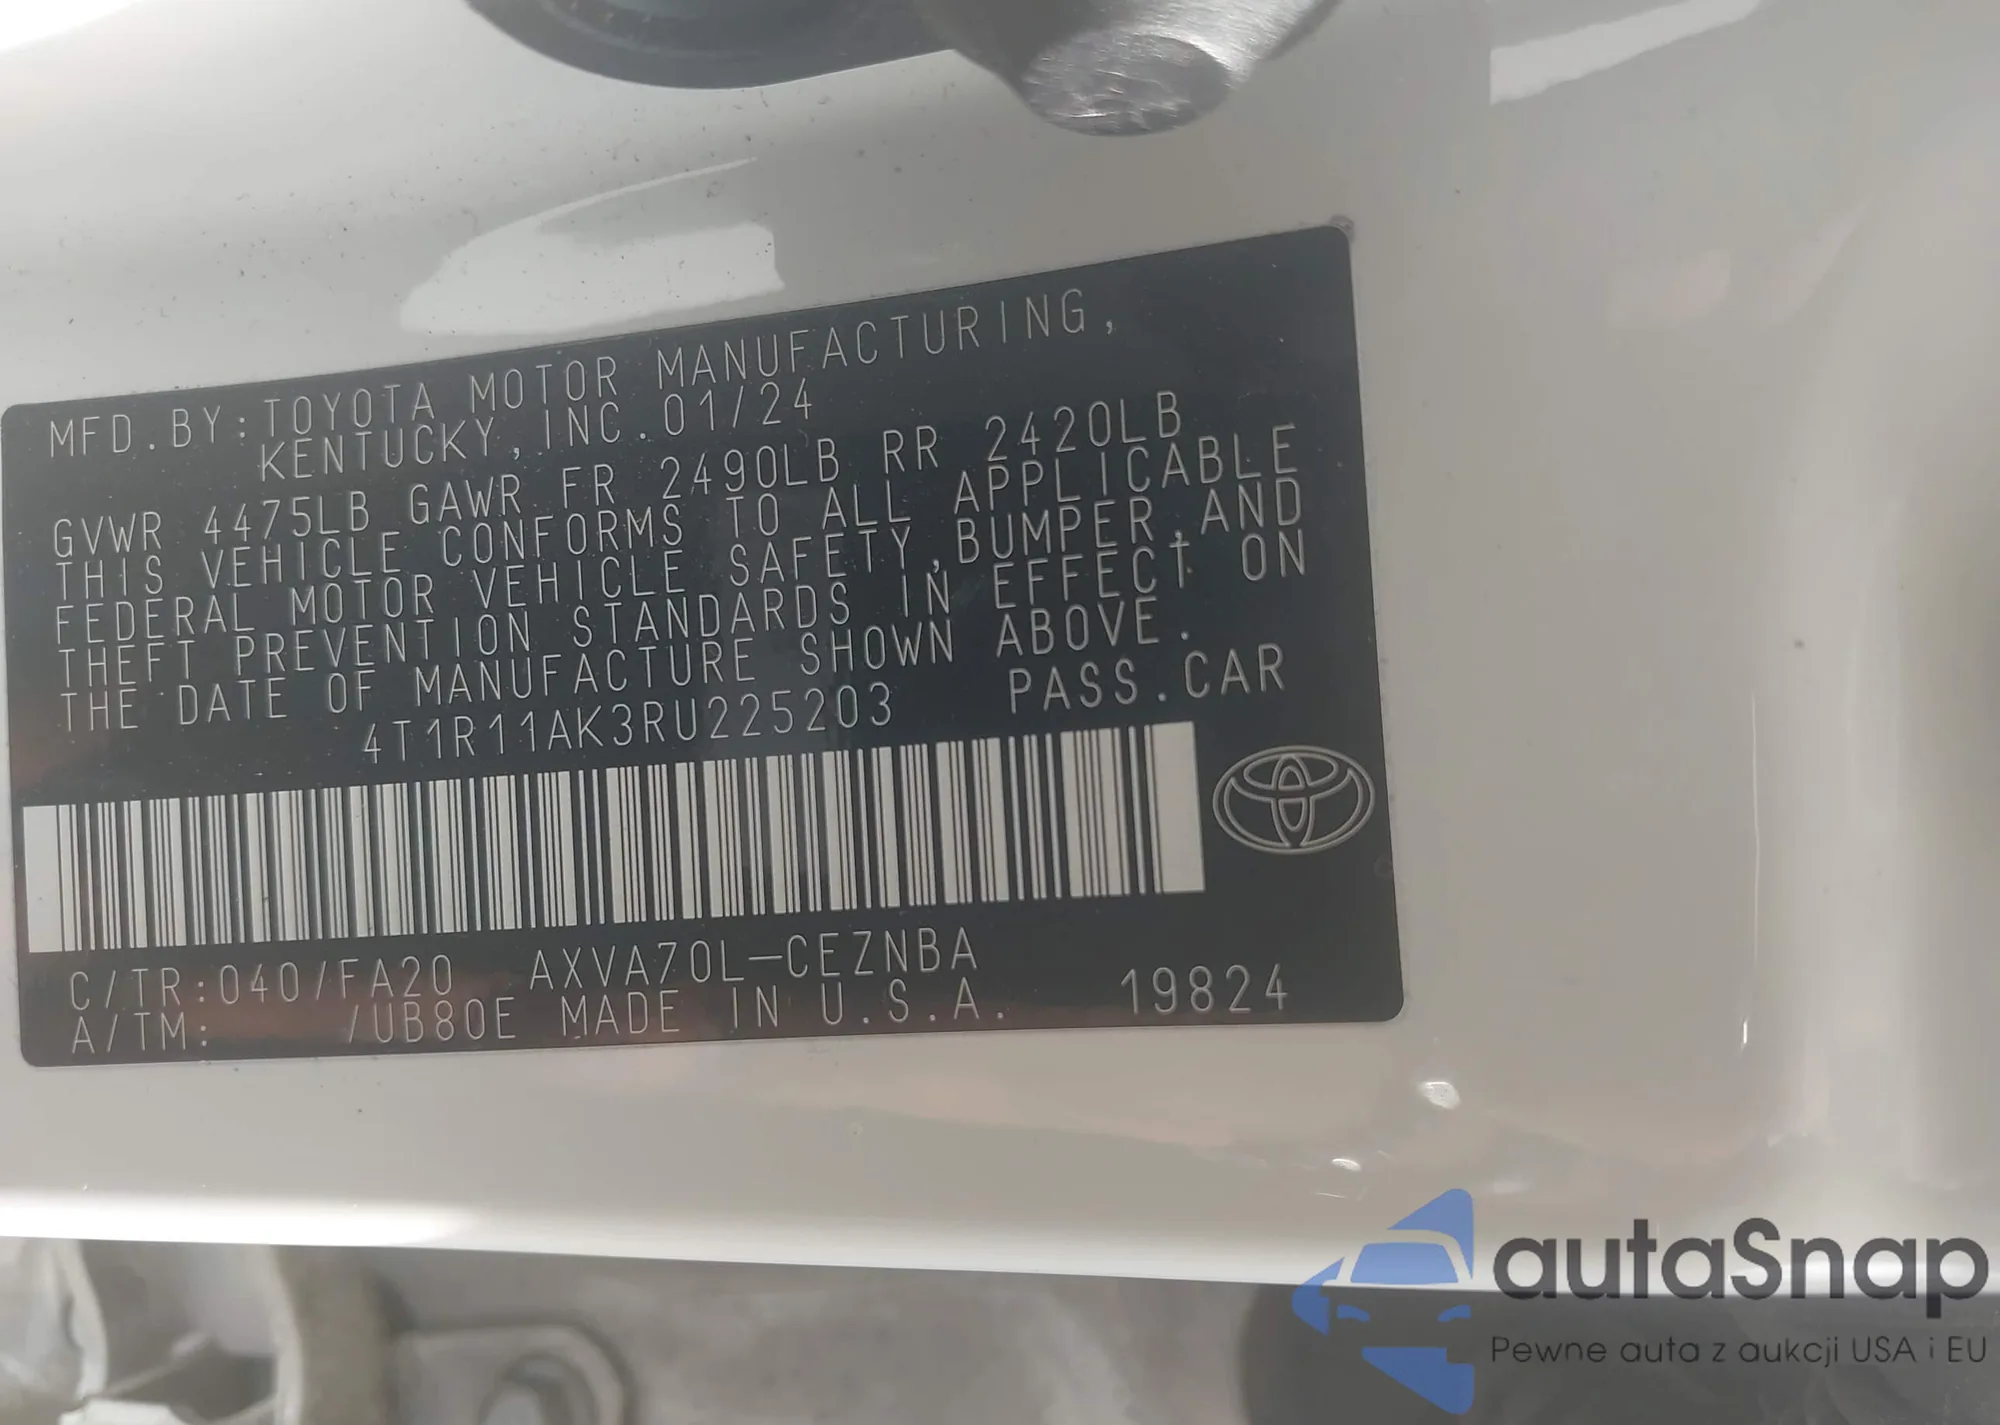 MFD.BY:TOYOTA MOTOR MANUFACTURING,
KENTUCKY, INC. 01/24
GVWR 4475LB GAWR FR 2490LB RR 2420LB
THIS VEHICLE CONFORMS TO ALL APPLICABLE
FEDERAL MOTOR VEHICLE SAFETY,BUMPER,AND
THEFT PREVENTION STANDARDS IN EFFECT ON
THE DATE OF MANUFACTURE SHOWN ABOVE.
4T1R11AK3RU225203 PASS.CAR
C/TR:040/FA20 AXVA70L-CEZNBA
A/TM: /UB80E MADE IN U.S.A. 19824
autaSnap
Pewne auta z aukcji USA i EU